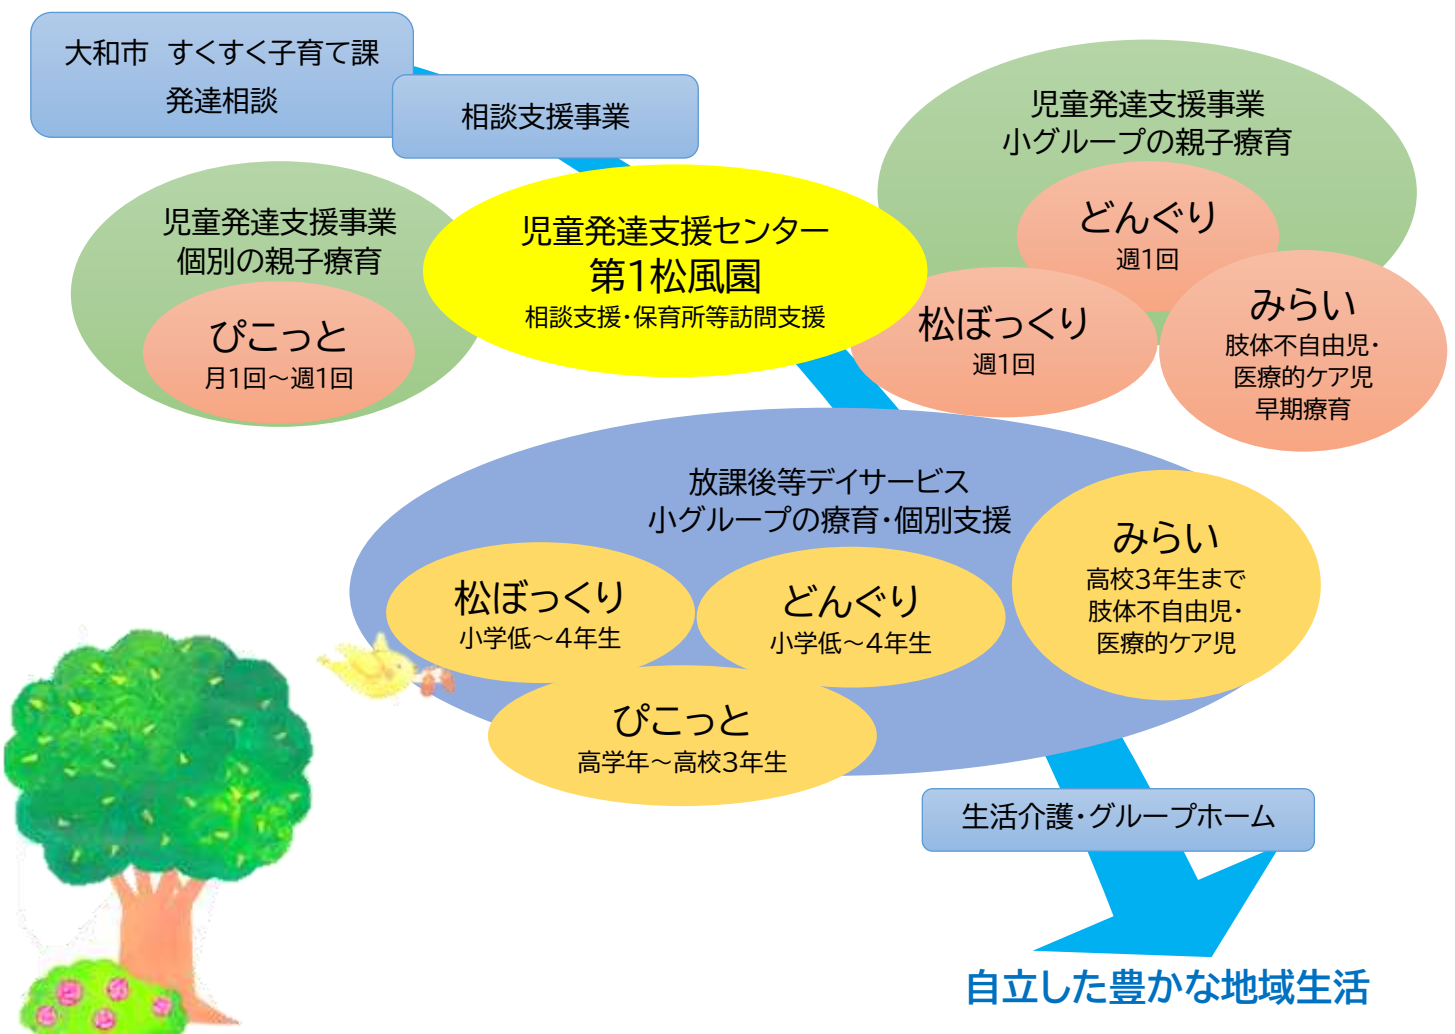 大和市　すくすく子育て課
発達相談
相談支援事業
児童発達支援事業
小グループの親子療育
どんぐり
週1回
松ぼっくり
週1回
みらい
肢体不自由児・
医療的ケア児
早期療育
児童発達支援事業
個別の親子療育
ぴこっと
月1回～週1回
児童発達支援センター
第1松風園
相談支援・保育所等訪問支援
放課後等デイサービス
小グループの療育・個別支援
松ぼっくり
小学低～4年生
どんぐり
小学低～4年生
みらい
高校3年生まで
肢体不自由児・
医療的ケア児
ぴこっと
高学年～高校3年生
生活介護・グループホーム
自立した豊かな地域生活